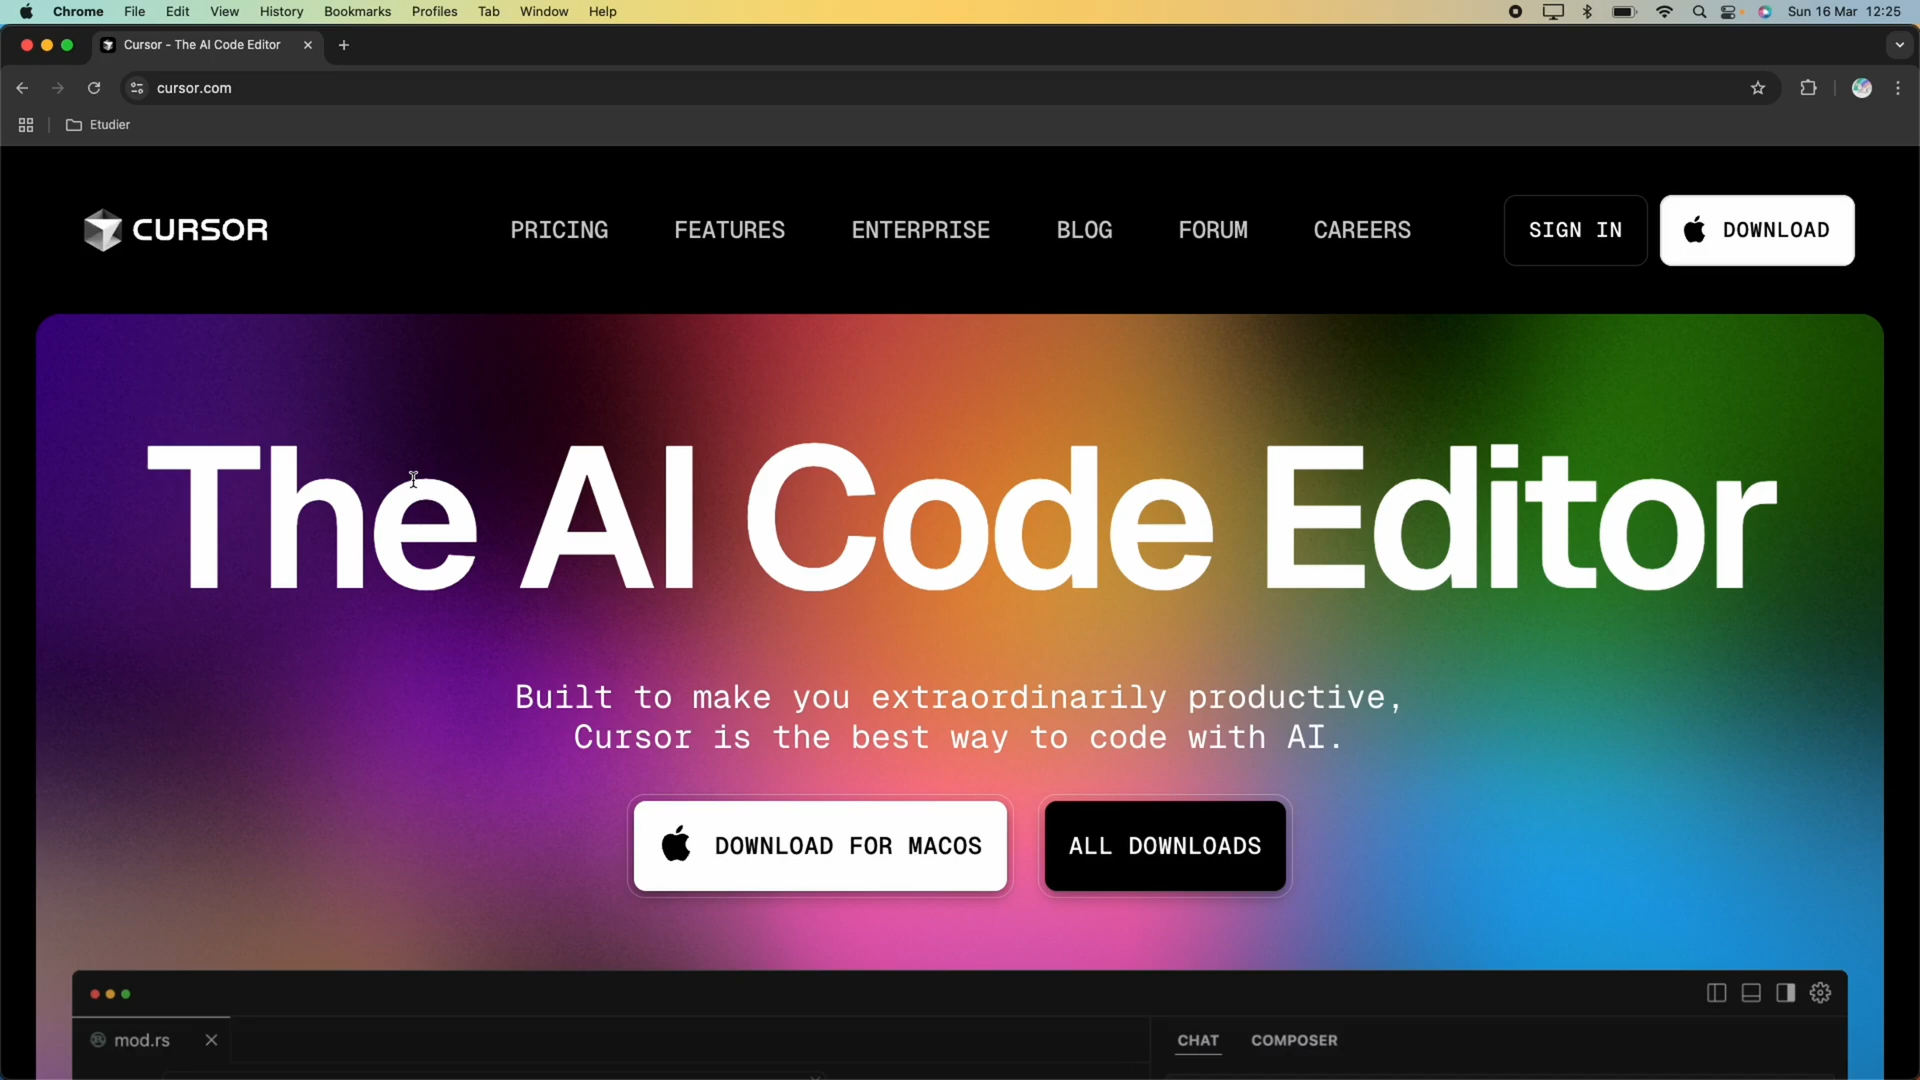 Chrome File Edit View History Bookmarks Profiles Tab Window Help Sun 16 Mar 12:25
Cursor - The AI Code Editor
cursor.com
Etudier
CURSOR PRICING FEATURES ENTERPRISE BLOG FORUM CAREERS SIGN IN DOWNLOAD
The AI Code Editor
Built to make you extraordinarily productive,
Cursor is the best way to code with AI.
DOWNLOAD FOR MACOS ALL DOWNLOADS
mod.rs CHAT COMPOSER